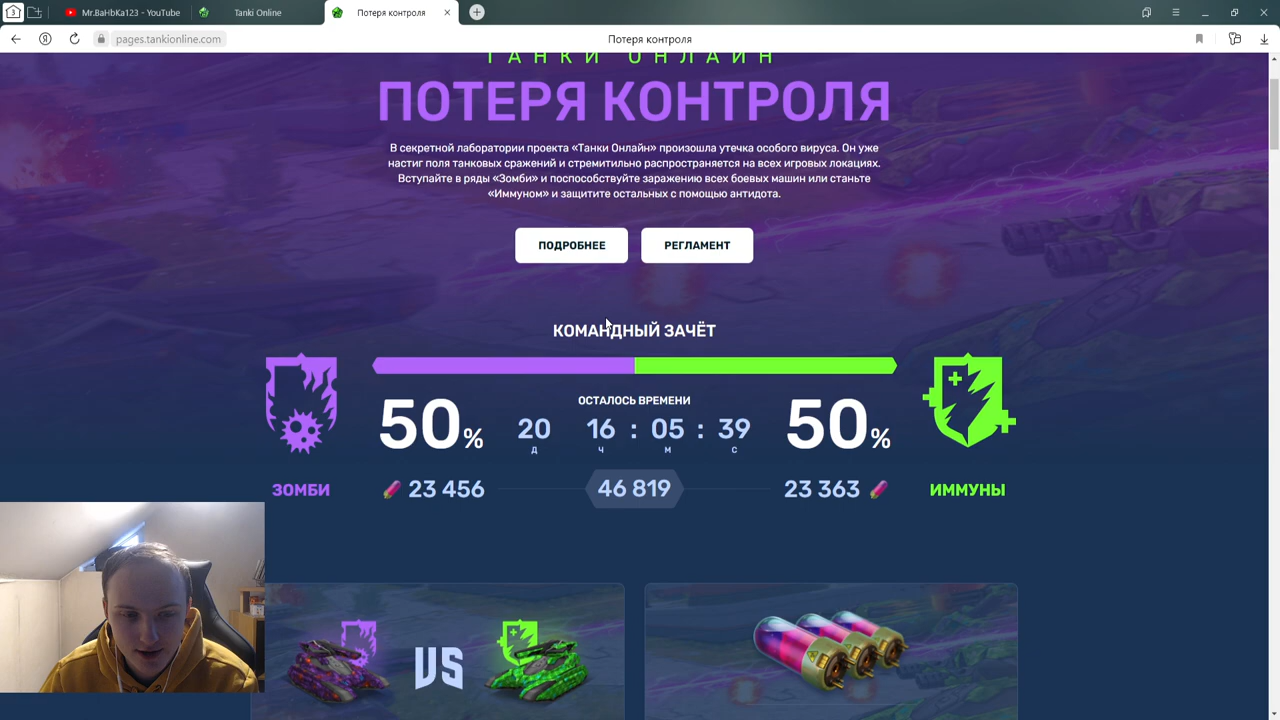 3
Mr.BaHbKa123 - YouTube
Tanki Online
Потеря контроля
pages.tankionline.com
Потеря контроля
ТАНКИ ОНЛАЙН
ПОТЕРЯ КОНТРОЛЯ
В секретной лаборатории проекта «Танки Онлайн» произошла утечка особого вируса. Он уже
настиг поля танковых сражений и стремительно распространяется на всех игровых локациях.
Вступайте в ряды «Зомби» и поспособствуйте заражению всех боевых машин или станьте
«Иммуном» и защитите остальных с помощью антидота.
ПОДРОБНЕЕ
РЕГЛАМЕНТ
КОМАНДНЫЙ ЗАЧЁТ
ОСТАЛОСЬ ВРЕМЕНИ
50%
20 16 : 05 : 39
50%
д ч м с
ЗОМБИ
23 456
46 819
23 363
ИММУНЫ
VS